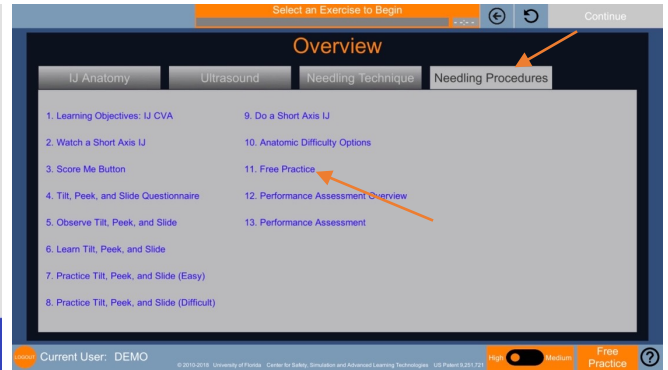 Select an Exercise to Begin
--:--
Continue
Overview
IJ Anatomy
Ultrasound
Needling Technique
Needling Procedures
1. Learning Objectives: IJ CVA
2. Watch a Short Axis IJ
3. Score Me Button
4. Tilt, Peek, and Slide Questionnaire
5. Observe Tilt, Peek, and Slide
6. Learn Tilt, Peek, and Slide
7. Practice Tilt, Peek, and Slide (Easy)
8. Practice Tilt, Peek, and Slide (Difficult)
9. Do a Short Axis IJ
10. Anatomic Difficulty Options
11. Free Practice
12. Performance Assessment Overview
13. Performance Assessment
LOGOUT
Current User: DEMO
© 2010-2018 University of Florida Center for Safety, Simulation and Advanced Learning Technologies US Patent 9,251,721
High
Medium
Free
Practice
?